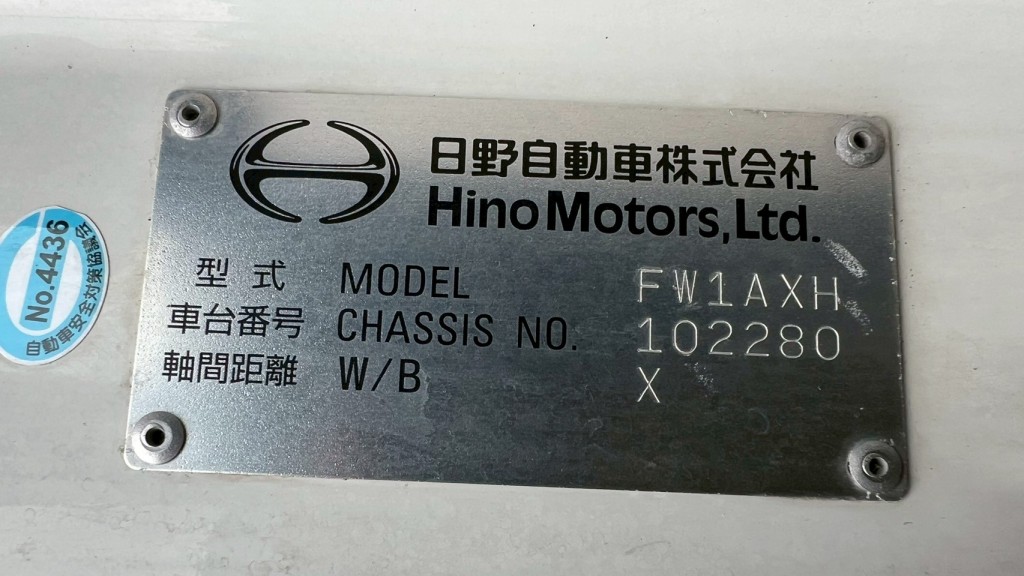 日野自動車株式会社
Hino Motors, Ltd.
型式 MODEL FW1AXH
車台番号 CHASSIS NO. 102280
軸間距離 W/B X
No.4436
自動車安全対策協議会